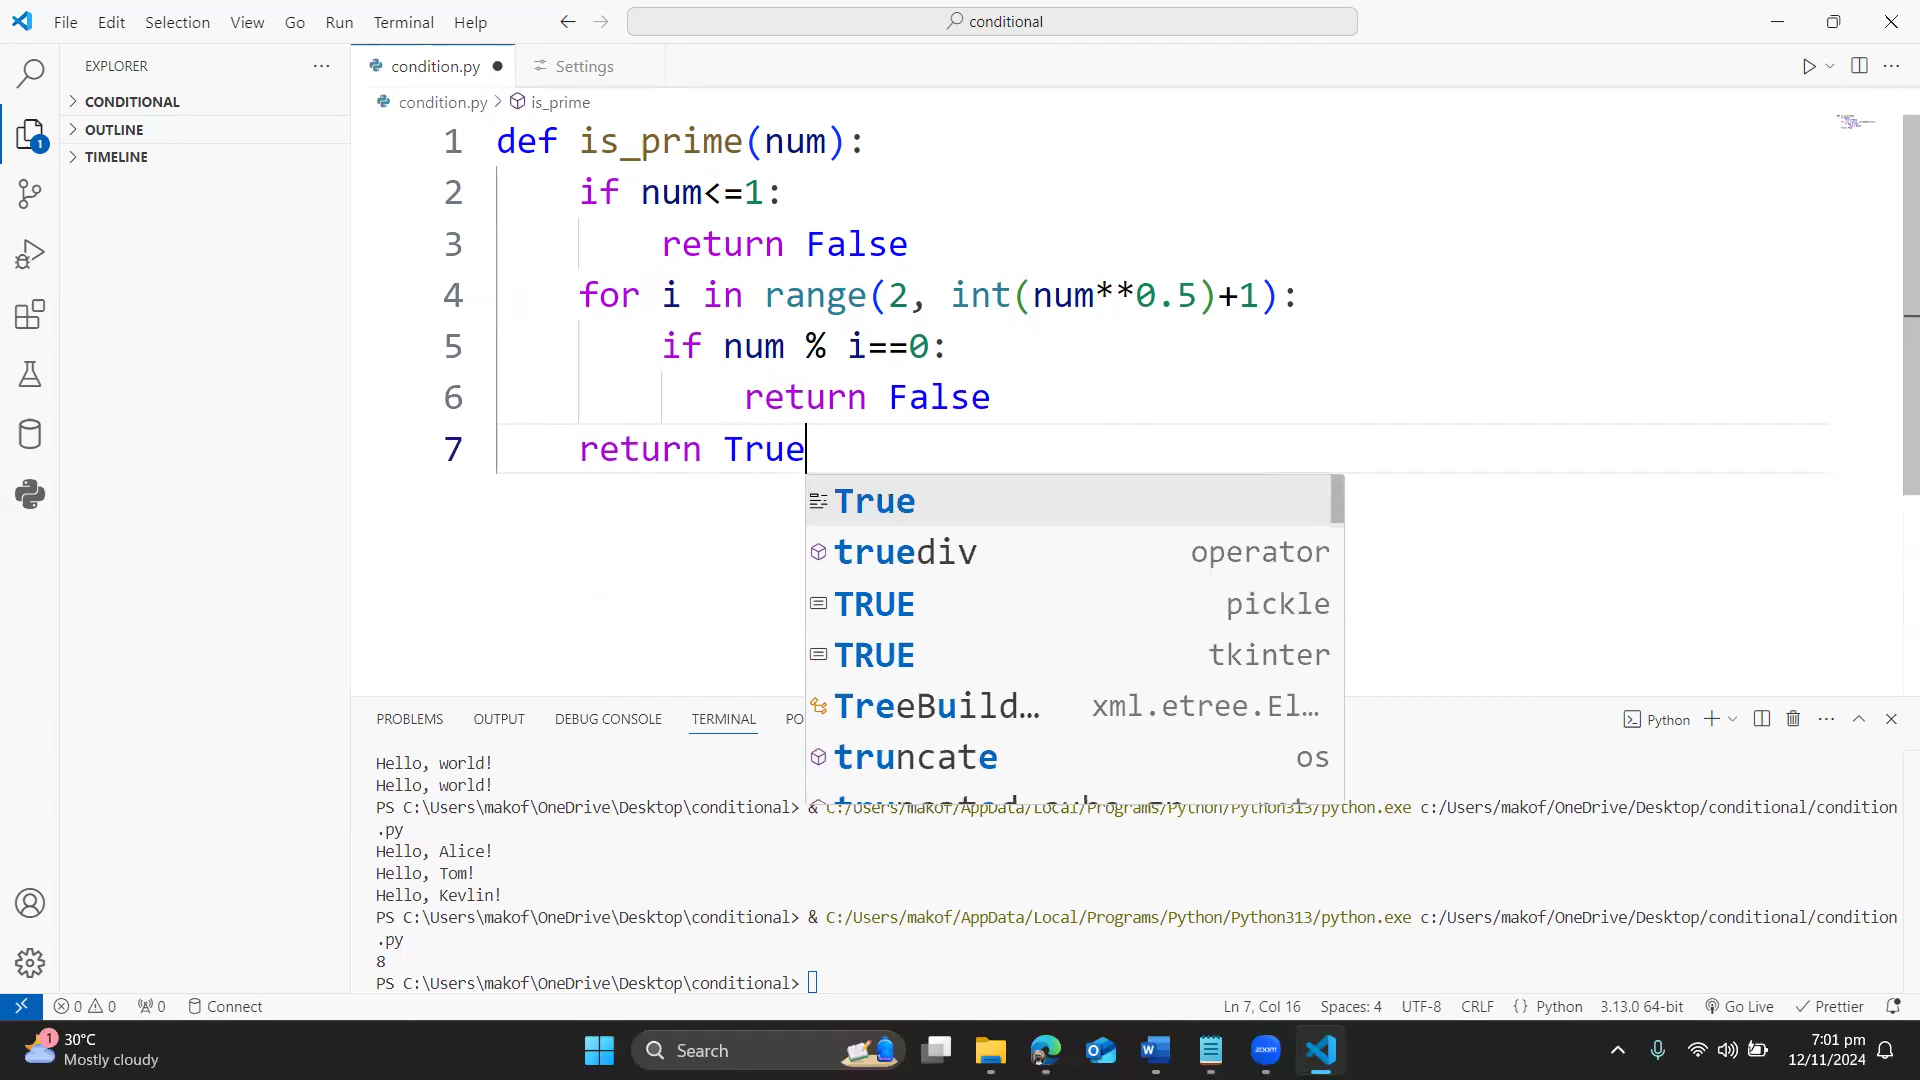 File Edit Selection View Go Run Terminal Help
conditional
EXPLORER
CONDITIONAL
OUTLINE
TIMELINE
1
condition.py
Settings
condition.py > is_prime
1 def is_prime(num):
2 if num<=1:
3 return False
4 for i in range(2, int(num**0.5)+1):
5 if num % i==0:
6 return False
7 return True
True
truediv operator
TRUE pickle
TRUE tkinter
TreeBuild… xml.etree.El…
truncate os
PROBLEMS OUTPUT DEBUG CONSOLE TERMINAL PO
Python
Hello, world!
Hello, world!
PS C:\Users\makof\OneDrive\Desktop\conditional> & C:/Users/makof/AppData/Local/Programs/Python/Python313/python.exe c:/Users/makof/OneDrive/Desktop/conditional/condition
.py
Hello, Alice!
Hello, Tom!
Hello, Kevlin!
PS C:\Users\makof\OneDrive\Desktop\conditional> & C:/Users/makof/AppData/Local/Programs/Python/Python313/python.exe c:/Users/makof/OneDrive/Desktop/conditional/condition
.py
8
PS C:\Users\makof\OneDrive\Desktop\conditional>
0 0 0 Connect
Ln 7, Col 16 Spaces: 4 UTF-8 CRLF {} Python 3.13.0 64-bit Go Live Prettier
1
30°C
Mostly cloudy
Search
zoom
7:01 pm
12/11/2024